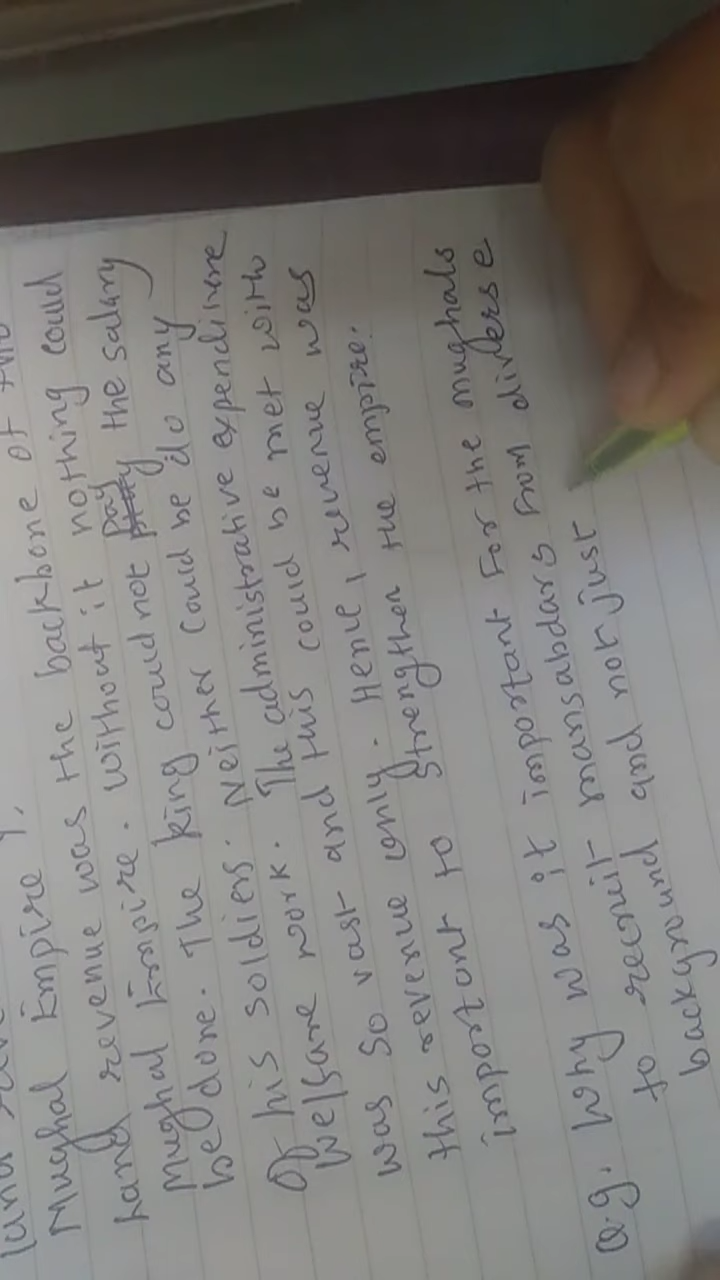 Mughal Empire ?
Land revenue was the backbone of the
Mughal Empire. Without it nothing could
be done. The king could not pay the salary
of his soldiers. Neither could be do any
welfare work. The administrative expenditure
was so vast and this could be met with
this revenue only. Hence, revenue was
important to strengthen the empire.
Q.9. Why was it important for the mughals
to recruit mansabdars from diverse
background and not just